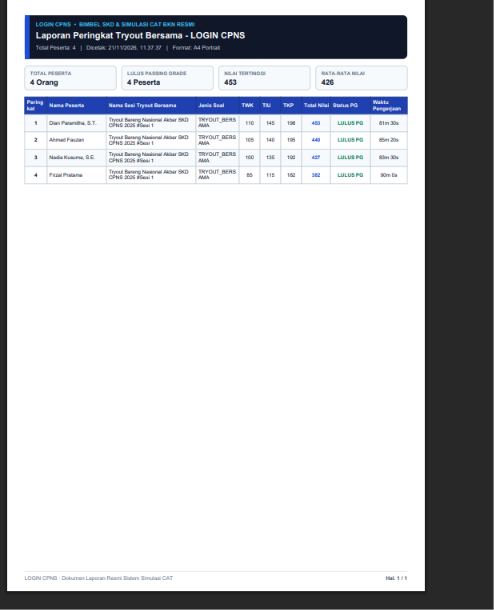 LOGIN CPNS • BIMBEL SKD & SIMULASI CAT BKN RESMI
Laporan Peringkat Tryout Bersama - LOGIN CPNS
Total Peserta: 4 | Dicetak: 21/11/2025, 11.37.37 | Format: A4 Portrait
TOTAL PESERTA
4 Orang
LULUS PASSING GRADE
4 Peserta
NILAI TERTINGGI
453
RATA-RATA NILAI
426
Peringkat Nama Peserta Nama Sesi Tryout Bersama Jenis Soal TWK TIU TKP Total Nilai Status PG Waktu Pengerjaan
1 Dian Paramitha, S.T. Tryout Bareng Nasional Akbar SKD CPNS 2025 #Sesi 1 TRYOUT_BERSAMA 110 145 198 453 LULUS PG 81m 30s
2 Ahmad Fauzan Tryout Bareng Nasional Akbar SKD CPNS 2025 #Sesi 1 TRYOUT_BERSAMA 105 140 195 440 LULUS PG 85m 20s
3 Nadia Kusuma, S.E. Tryout Bareng Nasional Akbar SKD CPNS 2025 #Sesi 1 TRYOUT_BERSAMA 100 135 192 427 LULUS PG 83m 30s
4 Pratama Tryout Bareng Nasional Akbar SKD CPNS 2025 #Sesi 1 TRYOUT_BERSAMA 85 115 182 382 LULUS PG 90m 0s
LOGIN CPNS - Dokumen Laporan Resmi Sistem Simulasi CAT
Hal. 1 / 1